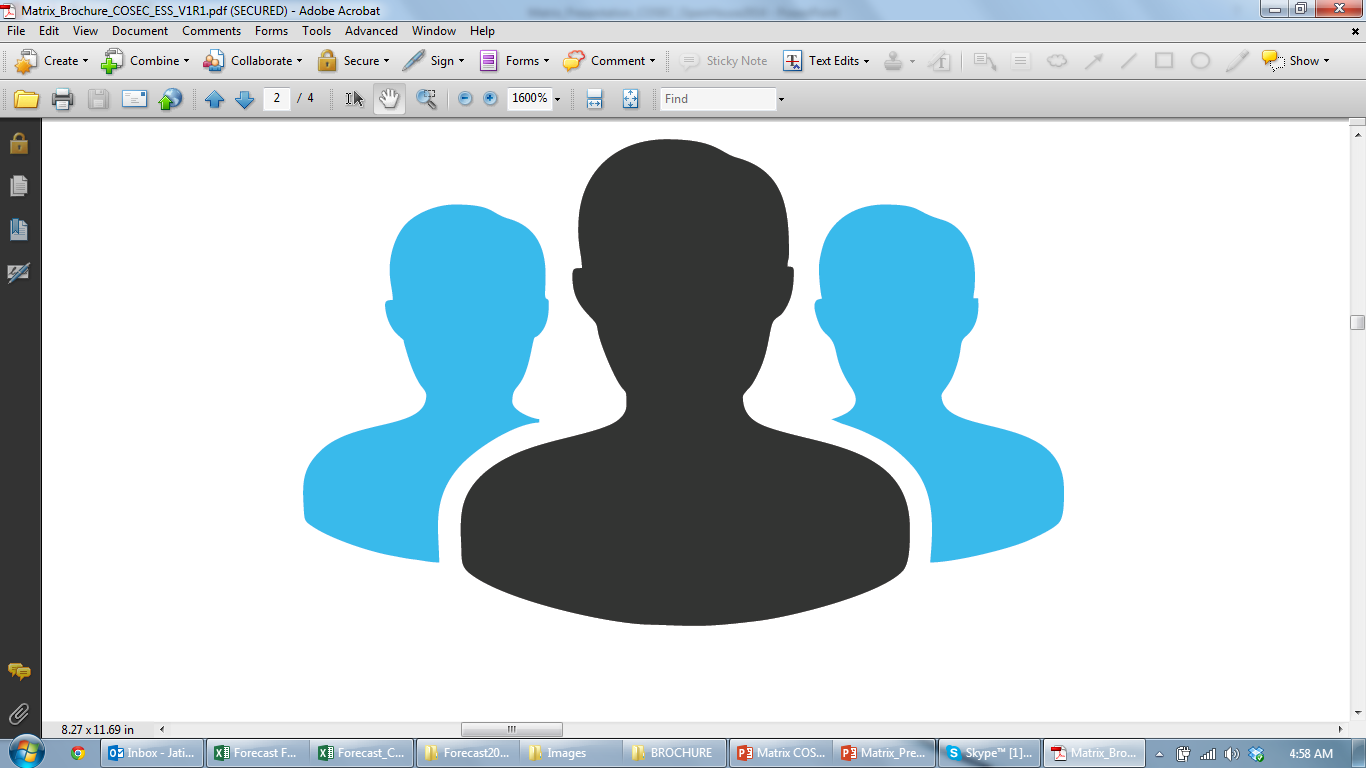 Matrix_Brochure_COSEC_ESS_V1R1.pdf (SECURED) - Adobe Acrobat
File Edit View Document Comments Forms Tools Advanced Window Help
Create Combine Collaborate Secure Sign Forms Comment Sticky Note Text Edits Show
2 / 4 1600% Find
8.27 x 11.69 in
Inbox - Jati... Forecast F... Forecast_C... Forecast20... Images BROCHURE Matrix COS... Matrix_Pre... Skype™ [1]... Matrix_Bro... 4:58 AM